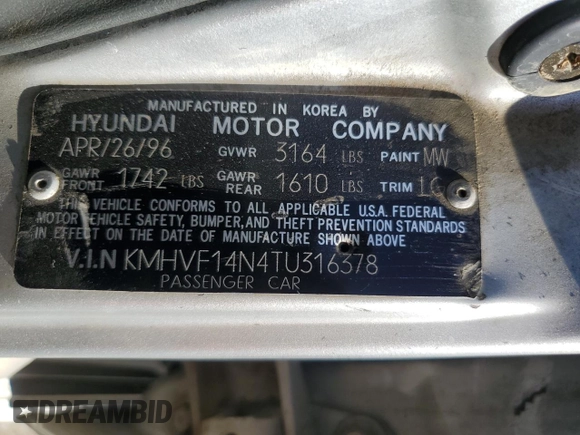 MANUFACTURED IN KOREA BY
HYUNDAI MOTOR COMPANY
APR/26/96 GVWR 3164 LBS PAINT MW
GAWR FRONT 1742 LBS GAWR REAR 1610 LBS TRIM LG
THIS VEHICLE CONFORMS TO ALL APPLICABLE U.S.A. FEDERAL
MOTOR VEHICLE SAFETY, BUMPER, AND THEFT PREVENTION STANDARDS
IN EFFECT ON THE DATE OF MANUFACTURE SHOWN ABOVE
V.I.N KMHVF14N4TU316378
PASSENGER CAR
DREAMBID